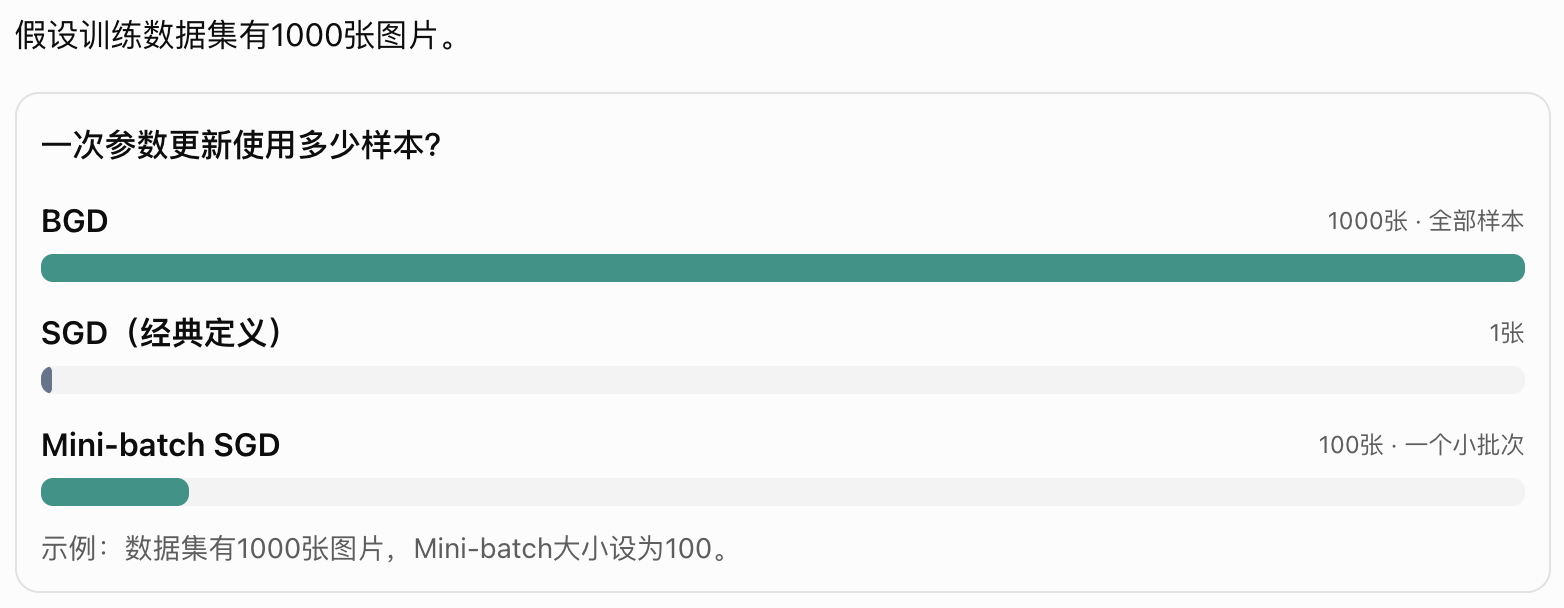 假设训练数据集有1000张图片。
一次参数更新使用多少样本?
BGD
1000张 · 全部样本
SGD（经典定义）
1张
Mini-batch SGD
100张 · 一个小批次
示例：数据集有1000张图片，Mini-batch大小设为100。